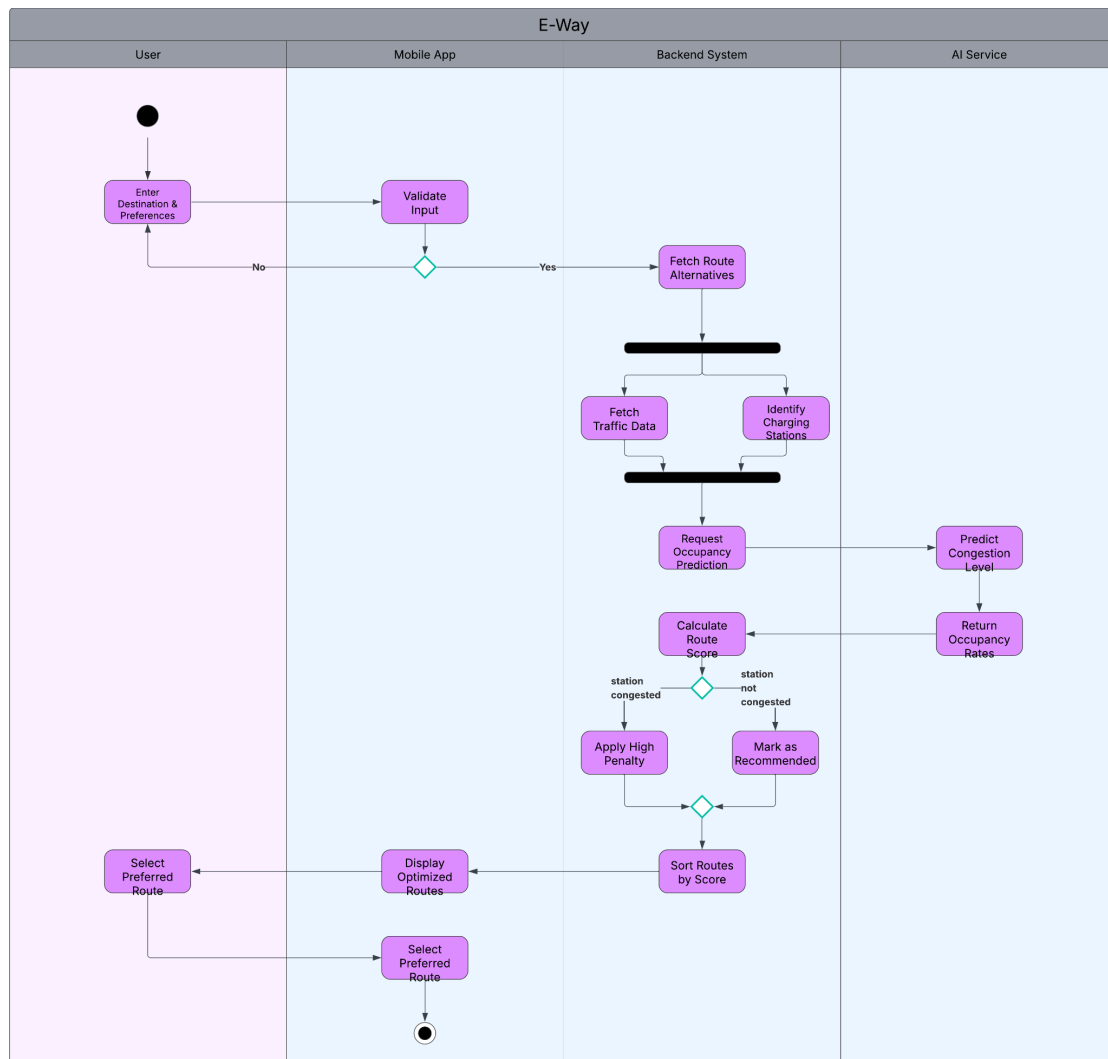 E-Way
User
Mobile App
Backend System
AI Service
Enter
Destination &
Preferences
Validate
Input
No
Yes
Fetch Route
Alternatives
Fetch
Traffic Data
Identify
Charging
Stations
Request
Occupancy
Prediction
Predict
Congestion
Level
Calculate
Route
Score
Return
Occupancy
Rates
station
congested
station
not
congested
Apply High
Penalty
Mark as
Recommended
Select
Preferred
Route
Display
Optimized
Routes
Sort Routes
by Score
Select
Preferred
Route